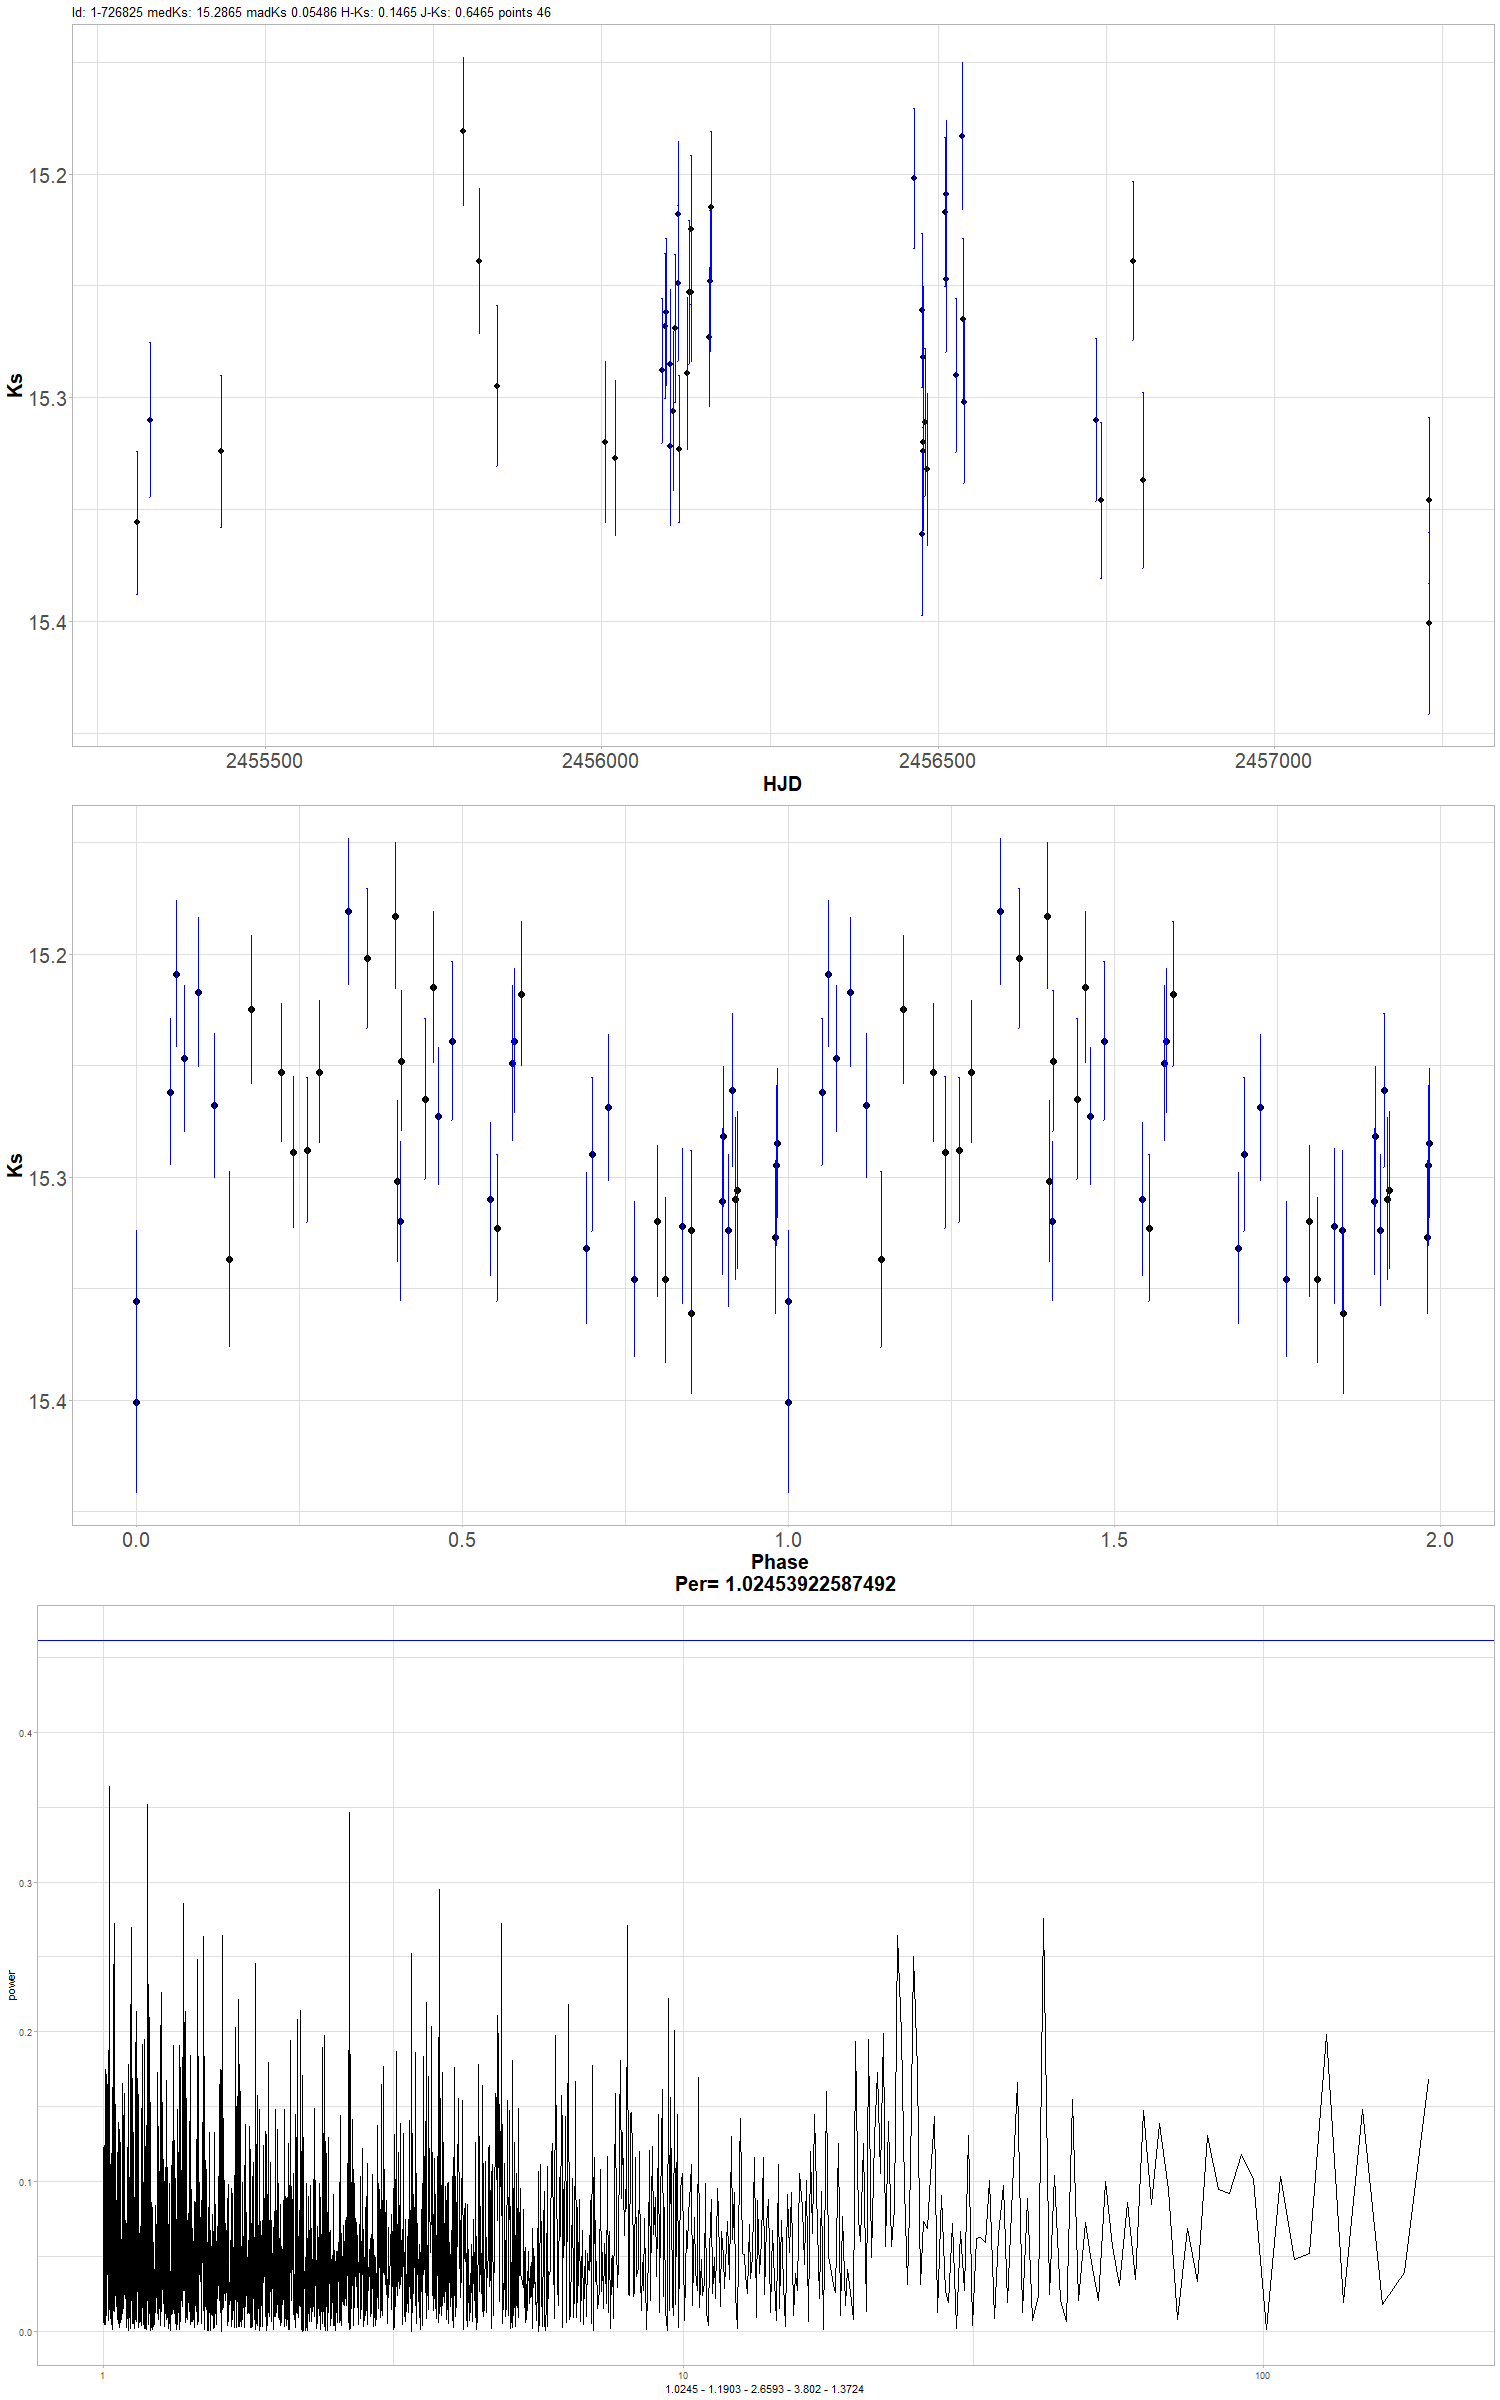 Id: 1-726825 medKs: 15.2865 madKs 0.05486 H-Ks: 0.1465 J-Ks: 0.6465 points 46
15.2
15.3
15.4
Ks
2455500 2456000 2456500 2457000
HJD
15.2
15.3
15.4
Ks
0.0 0.5 1.0 1.5 2.0
Phase
Per= 1.02453922587492
0.4
0.3
0.2
0.1
0.0
power
1 10 100
1.0245 - 1.1903 - 2.6593 - 3.802 - 1.3724